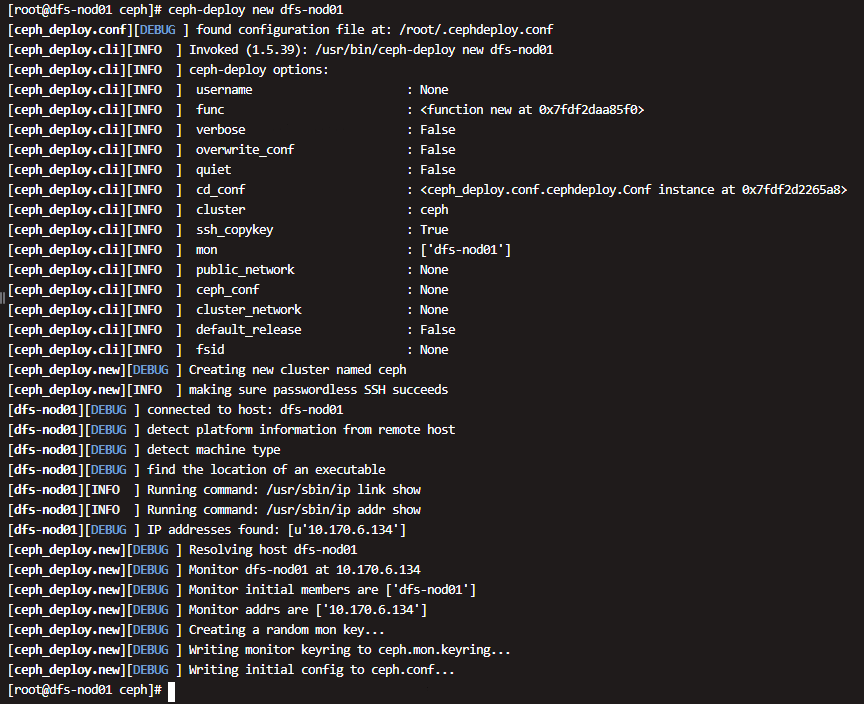 [root@dfs-nod01 ceph]# ceph-deploy new dfs-nod01
[ceph_deploy.conf][DEBUG ] found configuration file at: /root/.cephdeploy.conf
[ceph_deploy.cli][INFO  ] Invoked (1.5.39): /usr/bin/ceph-deploy new dfs-nod01
[ceph_deploy.cli][INFO  ] ceph-deploy options:
[ceph_deploy.cli][INFO  ]  username                      : None
[ceph_deploy.cli][INFO  ]  func                          : <function new at 0x7fdf2daa85f0>
[ceph_deploy.cli][INFO  ]  verbose                       : False
[ceph_deploy.cli][INFO  ]  overwrite_conf                : False
[ceph_deploy.cli][INFO  ]  quiet                         : False
[ceph_deploy.cli][INFO  ]  cd_conf                       : <ceph_deploy.conf.cephdeploy.Conf instance at 0x7fdf2d2265a8>
[ceph_deploy.cli][INFO  ]  cluster                       : ceph
[ceph_deploy.cli][INFO  ]  ssh_copykey                   : True
[ceph_deploy.cli][INFO  ]  mon                           : ['dfs-nod01']
[ceph_deploy.cli][INFO  ]  public_network                : None
[ceph_deploy.cli][INFO  ]  ceph_conf                     : None
[ceph_deploy.cli][INFO  ]  cluster_network               : None
[ceph_deploy.cli][INFO  ]  default_release               : False
[ceph_deploy.cli][INFO  ]  fsid                          : None
[ceph_deploy.new][DEBUG ] Creating new cluster named ceph
[ceph_deploy.new][INFO  ] making sure passwordless SSH succeeds
[dfs-nod01][DEBUG ] connected to host: dfs-nod01
[dfs-nod01][DEBUG ] detect platform information from remote host
[dfs-nod01][DEBUG ] detect machine type
[dfs-nod01][DEBUG ] find the location of an executable
[dfs-nod01][INFO  ] Running command: /usr/sbin/ip link show
[dfs-nod01][INFO  ] Running command: /usr/sbin/ip addr show
[dfs-nod01][DEBUG ] IP addresses found: [u'10.170.6.134']
[ceph_deploy.new][DEBUG ] Resolving host dfs-nod01
[ceph_deploy.new][DEBUG ] Monitor dfs-nod01 at 10.170.6.134
[ceph_deploy.new][DEBUG ] Monitor initial members are ['dfs-nod01']
[ceph_deploy.new][DEBUG ] Monitor addrs are ['10.170.6.134']
[ceph_deploy.new][DEBUG ] Creating a random mon key...
[ceph_deploy.new][DEBUG ] Writing monitor keyring to ceph.mon.keyring...
[ceph_deploy.new][DEBUG ] Writing initial config to ceph.conf...
[root@dfs-nod01 ceph]#